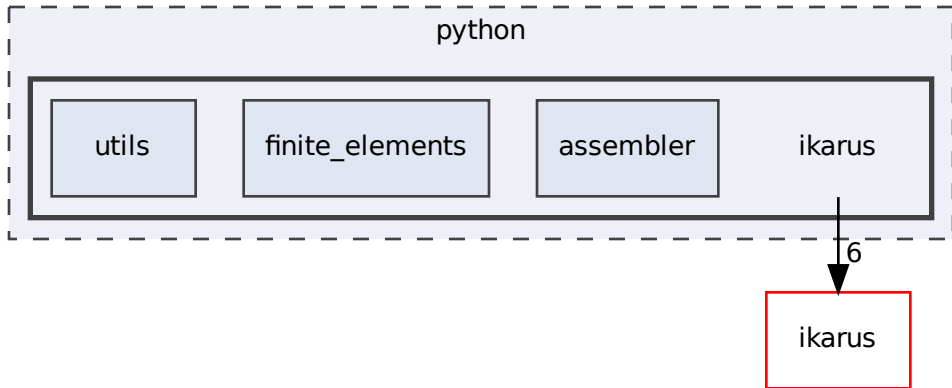 python
utils
finite_elements
assembler
ikarus
6
ikarus